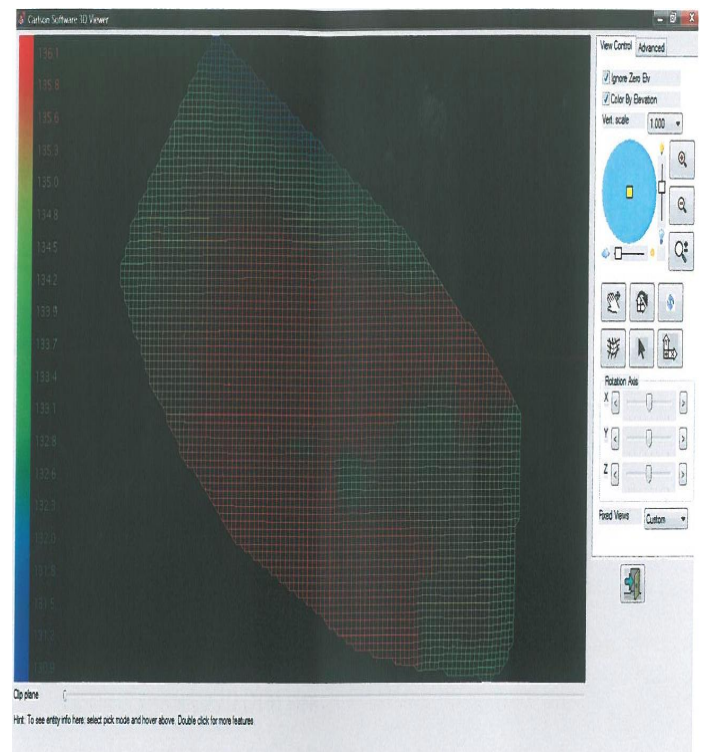 Carlson Software 3D Viewer
136.1
135.8
135.6
135.3
135.0
134.8
134.5
134.2
133.9
133.7
133.4
133.1
132.8
132.6
132.3
132.0
131.8
131.5
131.2
130.9
View Control Advanced
Ignore Zero Elv
Color By Elevation
Vert. scale 1.000
Rotation Axis
X < >
Y < >
Z < >
Fixed Views Custom
Clip plane
Hint: To see entity info here: select pick mode and hover above. Double click for more features